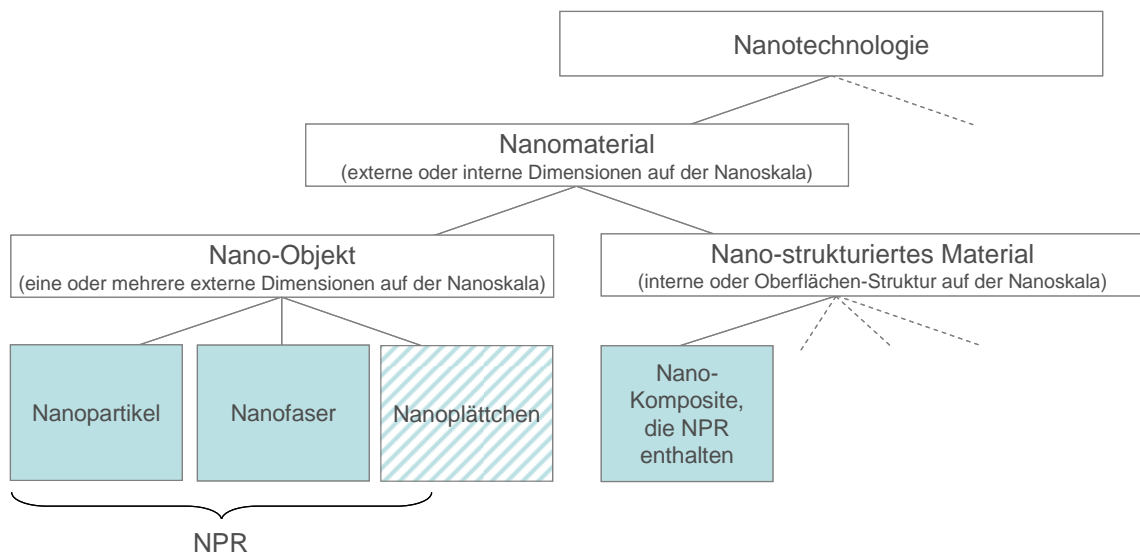 Nanotechnologie
Nanomaterial
(externe oder interne Dimensionen auf der Nanoskala)
Nano-Objekt
(eine oder mehrere externe Dimensionen auf der Nanoskala)
Nano-strukturiertes Material
(interne oder Oberflächen-Struktur auf der Nanoskala)
Nanopartikel
Nanofaser
Nanoplättchen
Nano-
Komposite,
die NPR
enthalten
NPR